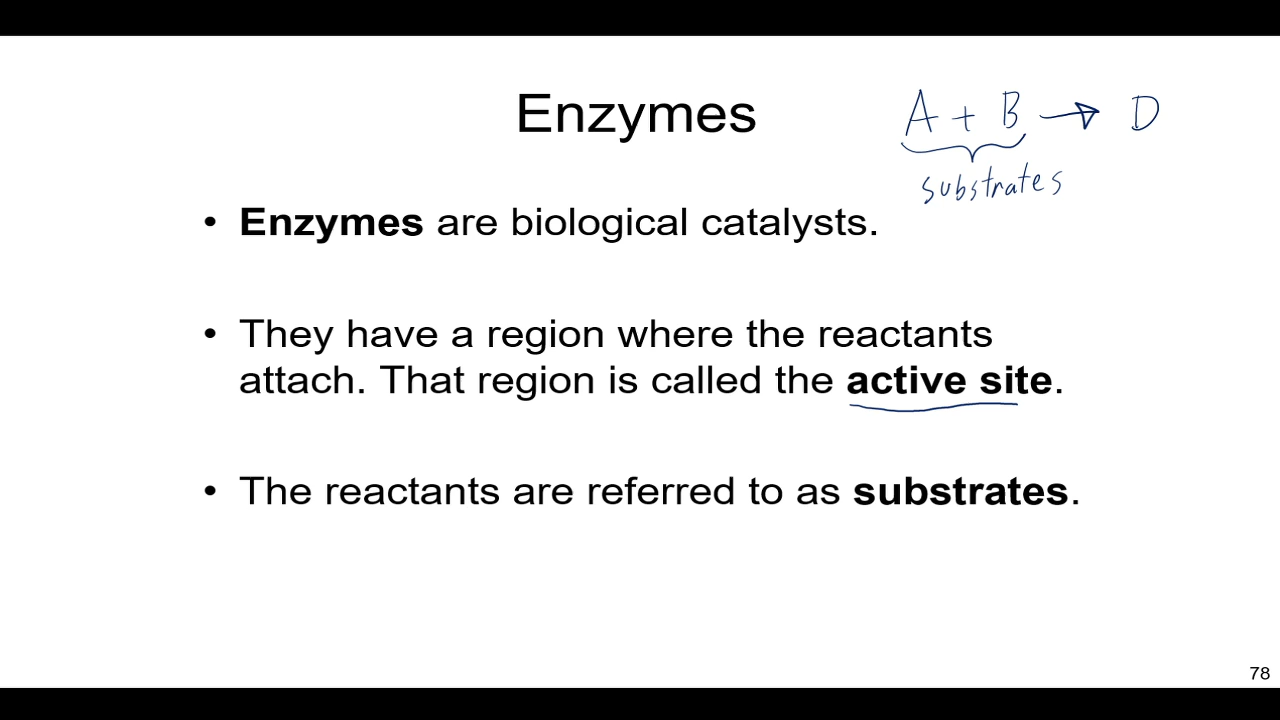 Enzymes
A + B → D
substrates
• Enzymes are biological catalysts.
• They have a region where the reactants
attach. That region is called the active site.
• The reactants are referred to as substrates.
78